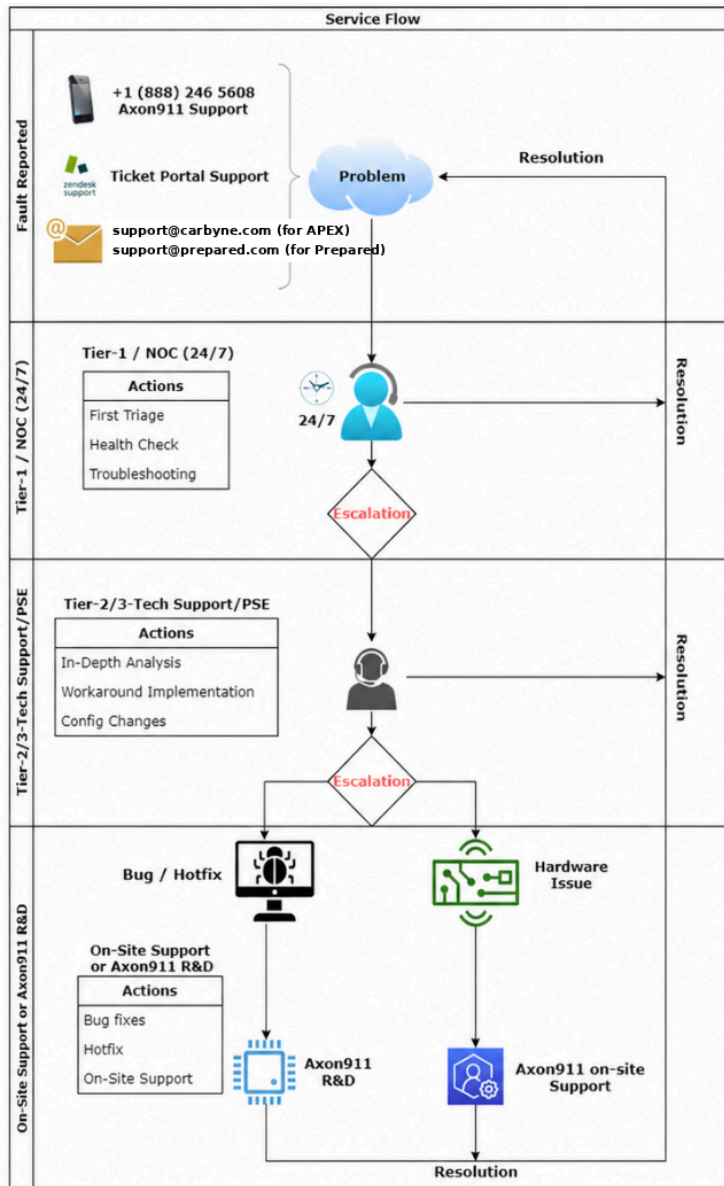 Service Flow
Fault Reported
+1 (888) 246 5608
Axon911 Support
zendesk
support
Ticket Portal Support
@
support@carbyne.com (for APEX)
support@prepared.com (for Prepared)
Problem
Resolution
Tier-1 / NOC (24/7)
Tier-1 / NOC (24/7)
Actions
First Triage
Health Check
Troubleshooting
24/7
Escalation
Resolution
Tier-2/3-Tech Support/PSE
Tier-2/3-Tech Support/PSE
Actions
In-Depth Analysis
Workaround Implementation
Config Changes
Escalation
Resolution
On-Site Support or Axon911 R&D
Bug / Hotfix
Hardware
Issue
On-Site Support
or Axon911 R&D
Actions
Bug fixes
Hotfix
On-Site Support
Axon911
R&D
Axon911 on-site
Support
Resolution